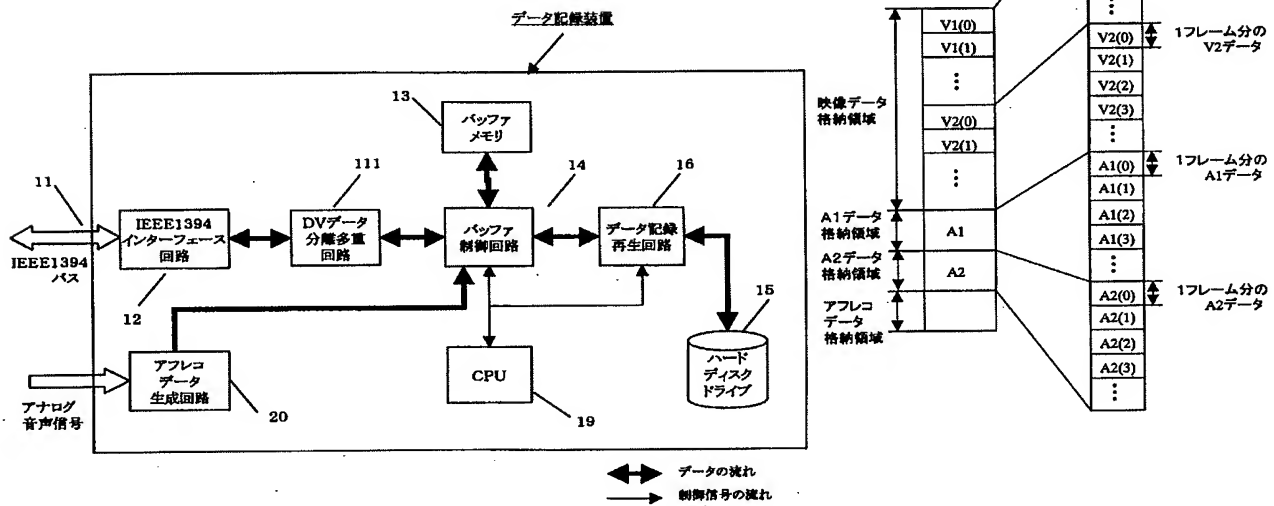 データ記録装置
13
バッファ
メモリ
11
111
14
16
IEEE1394
インターフェース
回路
DVデータ
分離多重
回路
バッファ
制御回路
データ記録
再生回路
IEEE1394
バス
12
15
アフレコ
データ
生成回路
CPU
ハード
ディスク
ドライブ
アナログ
音声信号
20
19
データの流れ
制御信号の流れ
映像データ
格納領域
A1データ
格納領域
A2データ
格納領域
アフレコ
データ
格納領域
V1(0)
V1(1)
⋮
V2(0)
V2(1)
⋮
A1
A2
⋮
V2(0)
V2(1)
V2(2)
V2(3)
⋮
A1(0)
A1(1)
A1(2)
A1(3)
⋮
A2(0)
A2(1)
A2(2)
A2(3)
⋮
1フレーム分の
V2データ
1フレーム分の
A1データ
1フレーム分の
A2データ